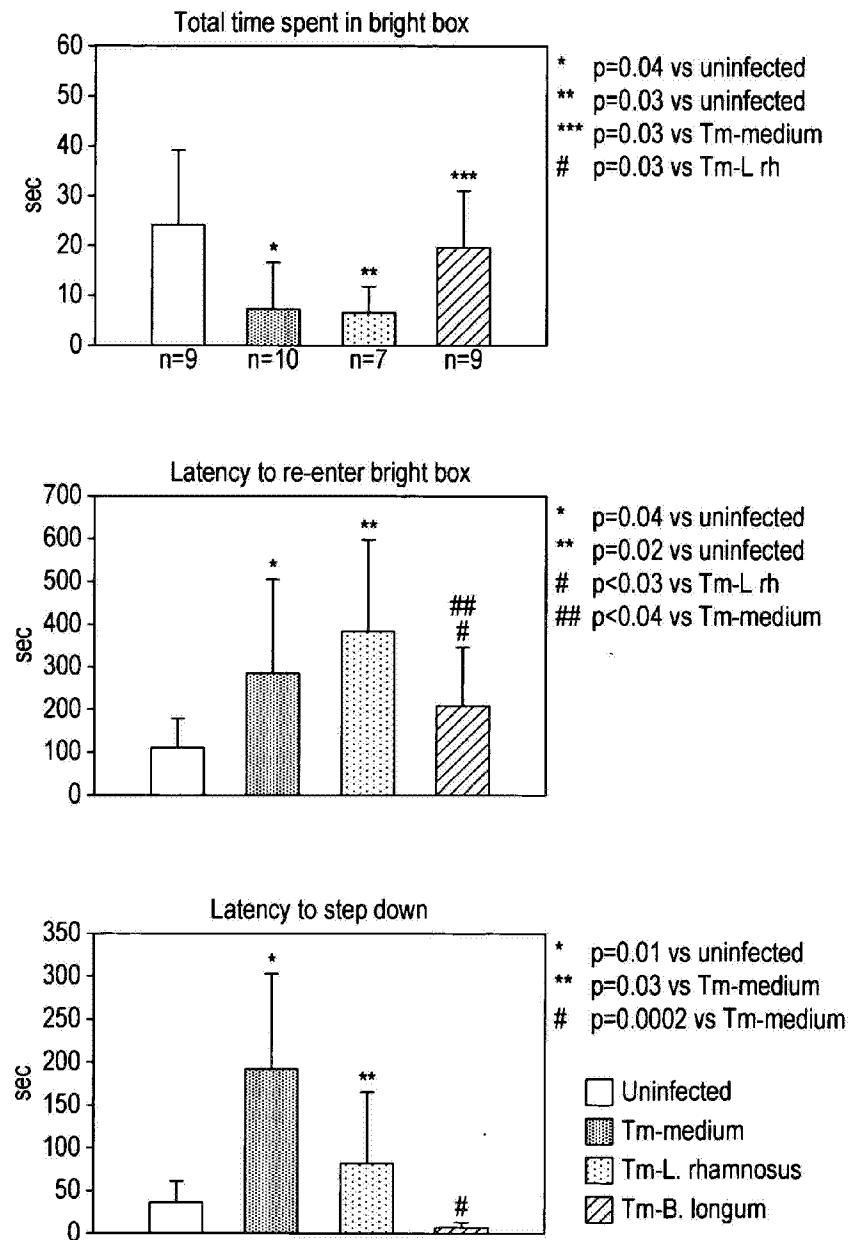 Total time spent in bright box
60
50
40
30
20
10
0
sec
*
**
***
n=9 n=10 n=7 n=9
* p=0.04 vs uninfected
** p=0.03 vs uninfected
*** p=0.03 vs Tm-medium
# p=0.03 vs Tm-L rh
Latency to re-enter bright box
700
600
500
400
300
200
100
0
sec
*
**
##
#
* p=0.04 vs uninfected
** p=0.02 vs uninfected
# p<0.03 vs Tm-L rh
## p<0.04 vs Tm-medium
Latency to step down
350
300
250
200
150
100
50
0
sec
*
**
#
* p=0.01 vs uninfected
** p=0.03 vs Tm-medium
# p=0.0002 vs Tm-medium
Uninfected
Tm-medium
Tm-L. rhamnosus
Tm-B. longum